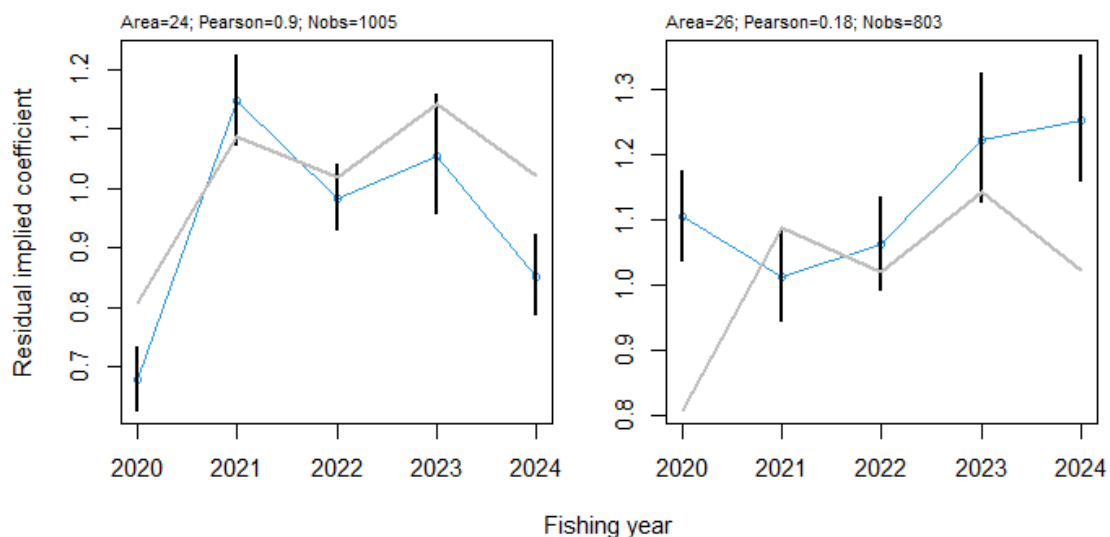 Area=24; Pearson=0.9; Nobs=1005
Area=26; Pearson=0.18; Nobs=803
Residual implied coefficient
1.2
1.1
1.0
0.9
0.8
0.7
1.3
1.2
1.1
1.0
0.9
0.8
2020 2021 2022 2023 2024
2020 2021 2022 2023 2024
Fishing year